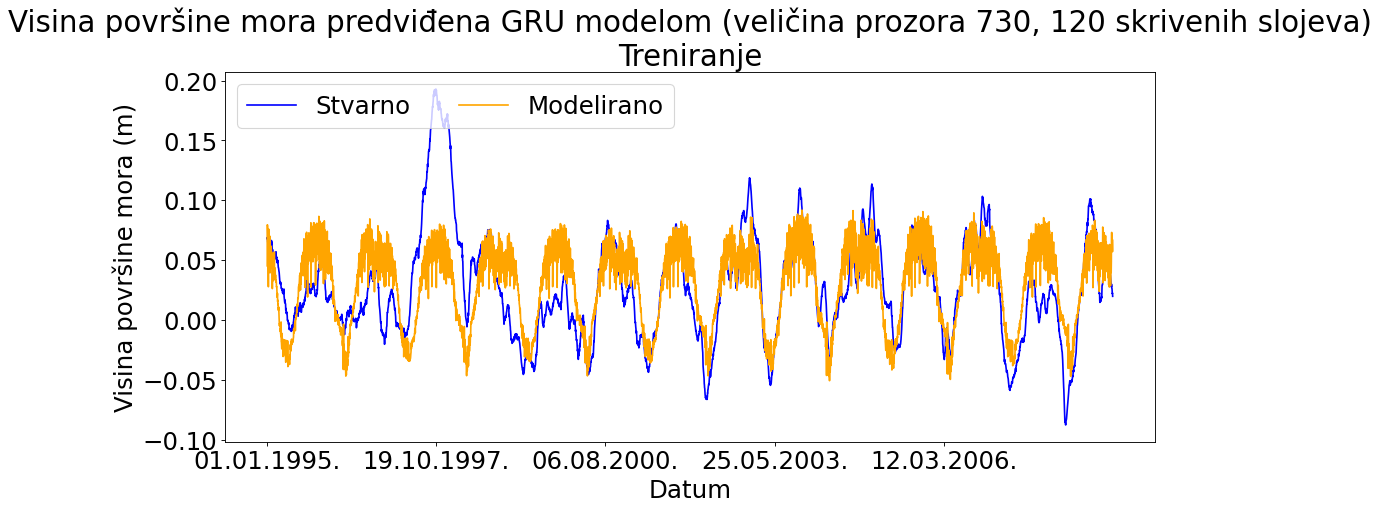 Visina površine mora predviđena GRU modelom (veličina prozora 730, 120 skrivenih slojeva)
Treniranje
Stvarno
Modelirano
Visina površine mora (m)
0.20
0.15
0.10
0.05
0.00
−0.05
−0.10
01.01.1995.
19.10.1997.
06.08.2000.
25.05.2003.
12.03.2006.
Datum